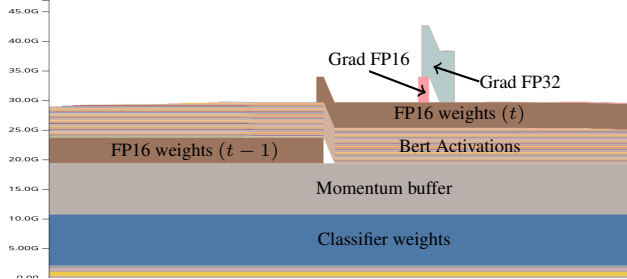 45.0G
40.0G
35.0G
30.0G
25.0G
20.0G
15.0G
10.0G
5.00G
0.00
Grad FP16
Grad FP32
FP16 weights (t)
FP16 weights (t − 1)
Bert Activations
Momentum buffer
Classifier weights